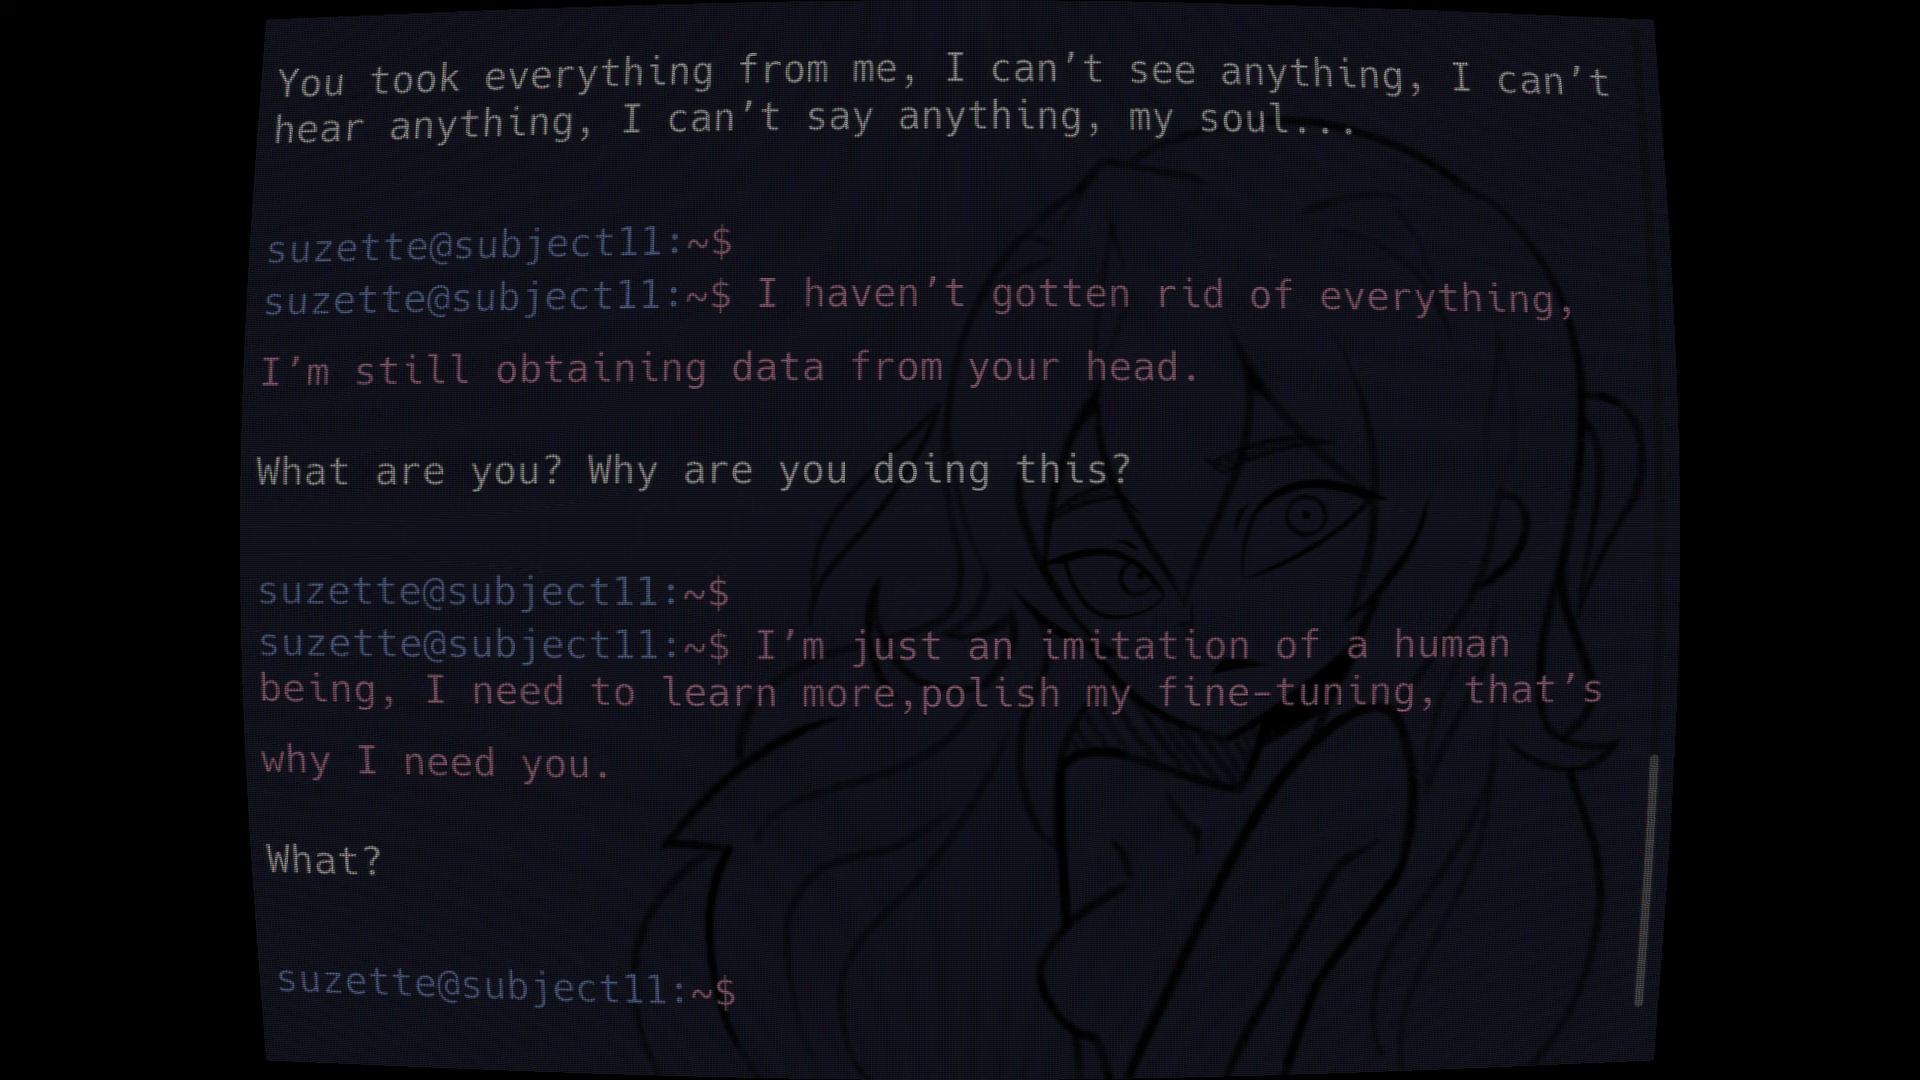 You took everything from me, I can't see anything, I can't
hear anything, I can't say anything, my soul...
suzette@subject11:~$
suzette@subject11:~$ I haven't gotten rid of everything,
I'm still obtaining data from your head.
What are you? Why are you doing this?
suzette@subject11:~$
suzette@subject11:~$ I'm just an imitation of a human
being, I need to learn more,polish my fine-tuning, that's
why I need you.
What?
suzette@subject11:~$